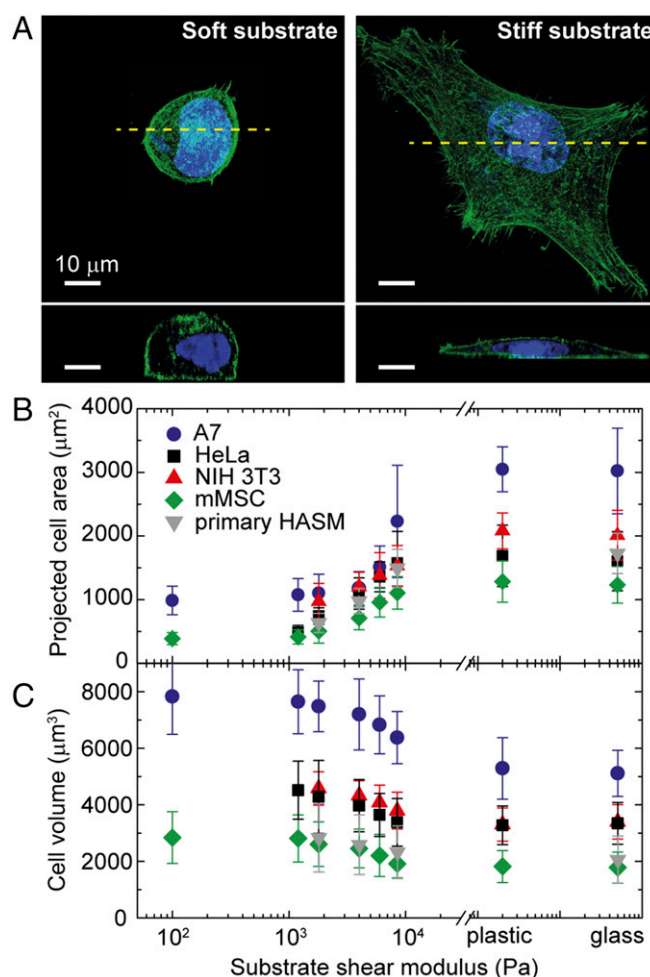 A
Soft substrate
Stiff substrate
10 μm
B
Projected cell area (μm²)
4000
3000
2000
1000
0
A7
HeLa
NIH 3T3
mMSC
primary HASM
C
Cell volume (μm³)
8000
6000
4000
2000
0
10² 10³ 10⁴ plastic glass
Substrate shear modulus (Pa)